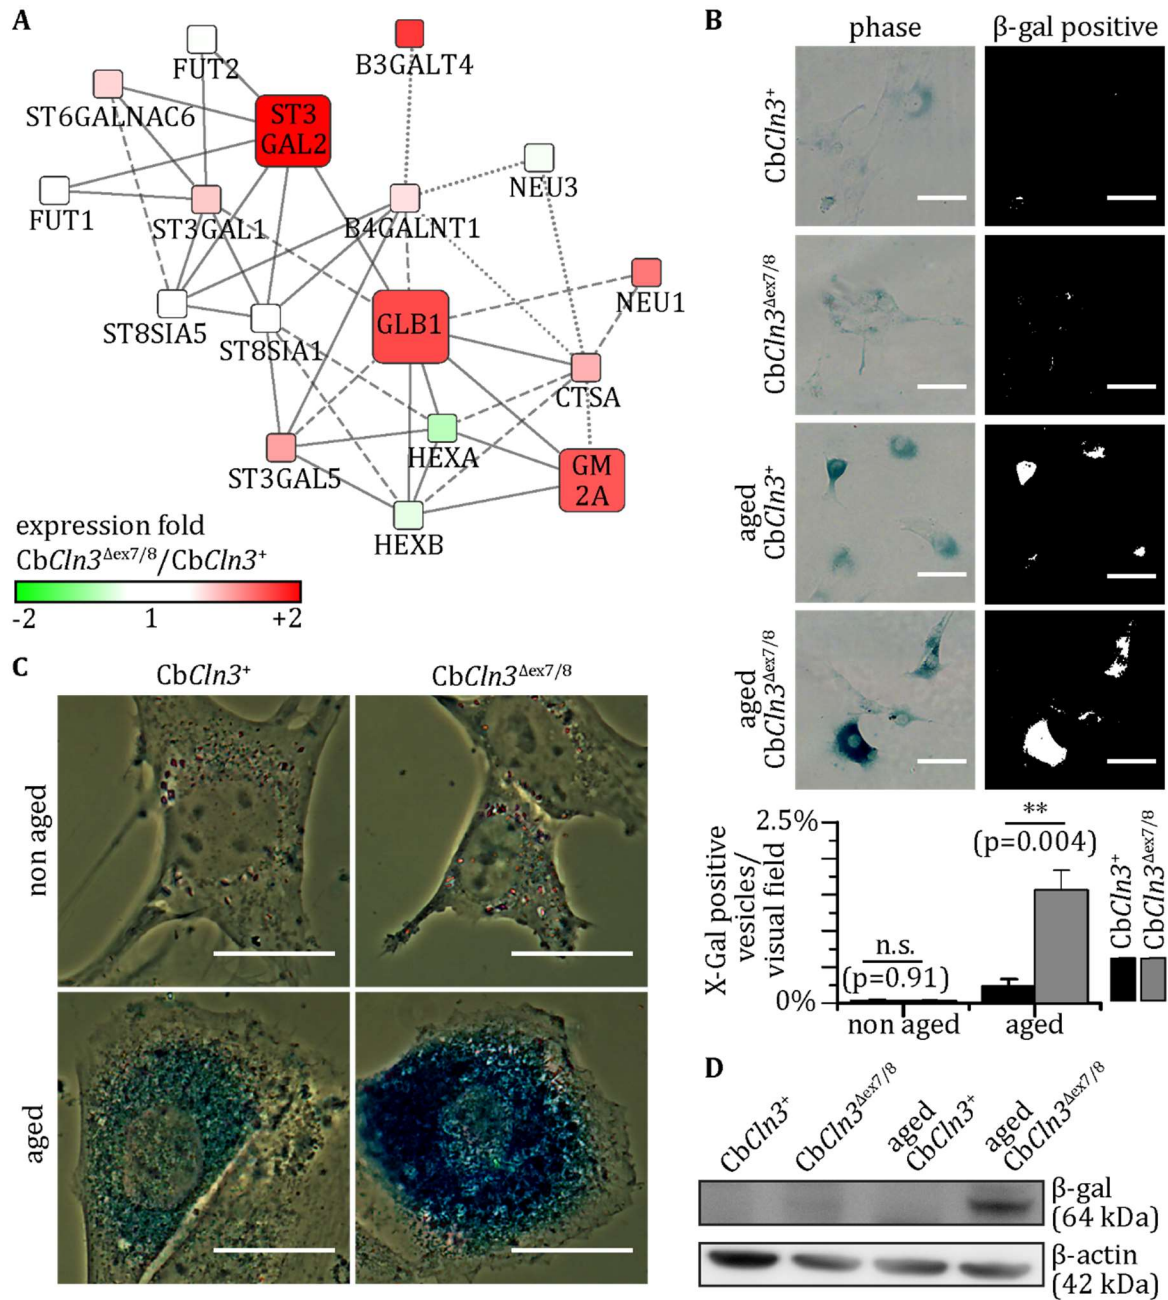 A
FUT2
B3GALT4
ST6GALNAC6
ST3
GAL2
NEU3
FUT1
ST3GAL1
B4GALNT1
NEU1
ST8SIA5
ST8SIA1
GLB1
CTSA
HEXA
ST3GAL5
GM
2A
HEXB
expression fold
CbCln3Δex7/8/CbCln3+
-2 1 +2
B
phase β-gal positive
CbCln3+
CbCln3Δex7/8
aged
CbCln3+
aged
CbCln3Δex7/8
X-Gal positive
vesicles/
visual field
2.5%
0%
n.s.
(p=0.91)
**
(p=0.004)
non aged aged
CbCln3+
CbCln3Δex7/8
C
CbCln3+ CbCln3Δex7/8
non aged
aged
D
CbCln3+
CbCln3Δex7/8
aged
CbCln3+
aged
CbCln3Δex7/8
β-gal
(64 kDa)
β-actin
(42 kDa)